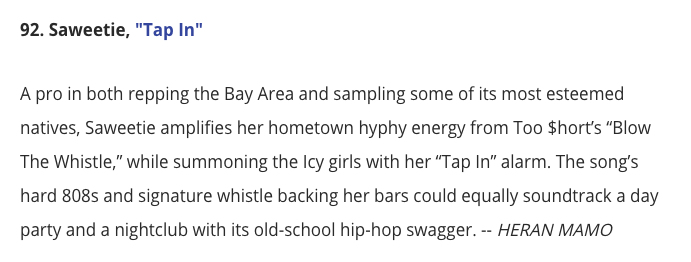 92. Saweetie, "Tap In"
A pro in both repping the Bay Area and sampling some of its most esteemed
natives, Saweetie amplifies her hometown hyphy energy from Too $hort’s “Blow
The Whistle,” while summoning the Icy girls with her “Tap In” alarm. The song’s
hard 808s and signature whistle backing her bars could equally soundtrack a day
party and a nightclub with its old-school hip-hop swagger. -- HERAN MAMO